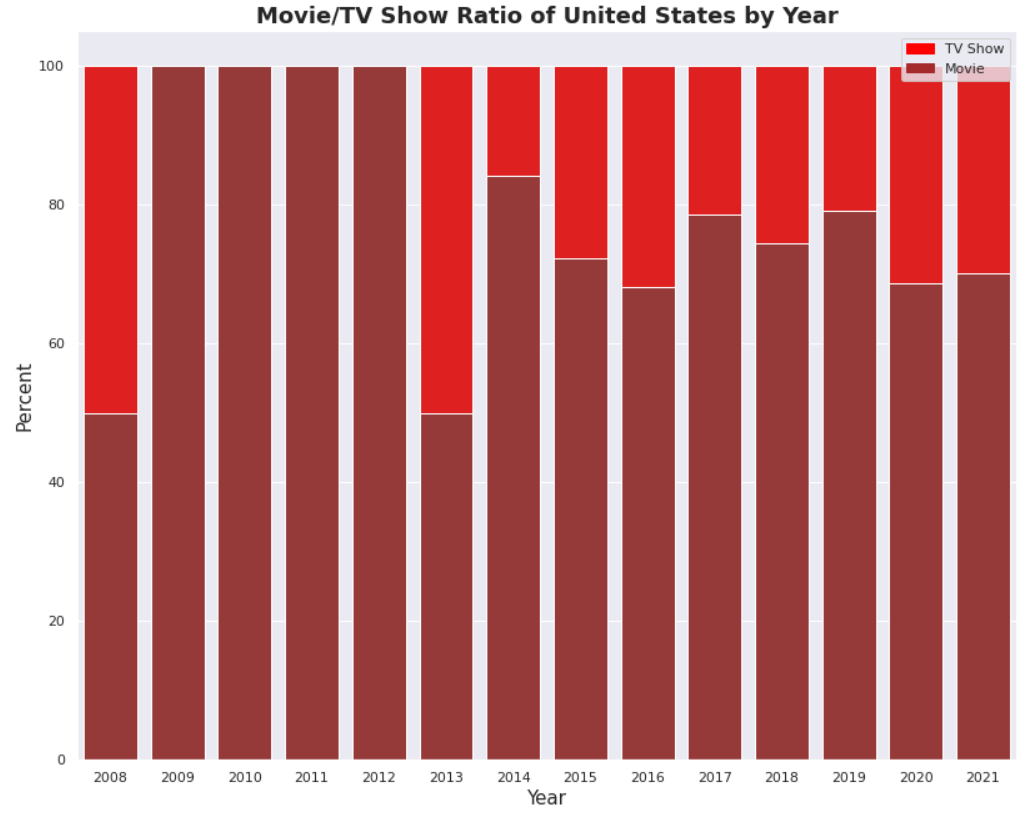 Movie/TV Show Ratio of United States by Year
TV Show
Movie
100
80
60
40
20
0
Percent
2008 2009 2010 2011 2012 2013 2014 2015 2016 2017 2018 2019 2020 2021
Year